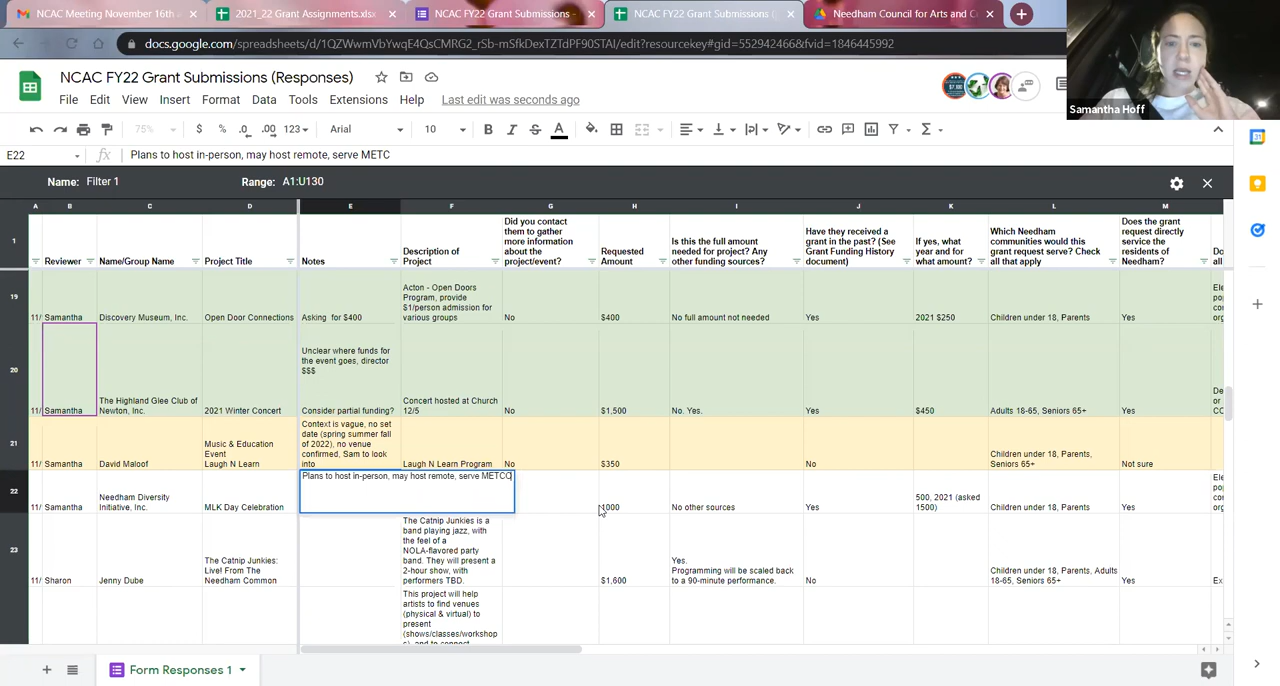 NCAC Meeting November 16th a
2021_22 Grant Assignments.xlsx
NCAC FY22 Grant Submissions -
NCAC FY22 Grant Submissions (
Needham Council for Arts and C
docs.google.com/spreadsheets/d/1QZWwmVbYwqE4QsCMRG2_rSb-mSfkDexTZTdPF90STAI/edit?resourcekey#gid=552942466&fvid=1846445992
NCAC FY22 Grant Submissions (Responses)
File Edit View Insert Format Data Tools Extensions Help Last edit was seconds ago
Samantha Hoff
75% $ % .0 .00 123 Arial 10 B I S A
E22 fx Plans to host in-person, may host remote, serve METC
Name: Filter 1 Range: A1:U130
A B C D E F G H I J K L M
1
Reviewer
Name/Group Name
Project Title
Notes
Description of
Project
Did you contact
them to gather
more information
about the
project/event?
Requested
Amount
Is this the full amount
needed for project? Any
other funding sources?
Have they received a
grant in the past? (See
Grant Funding History
document)
If yes, what
year and for
what amount?
Which Needham
communities would this
grant request serve? Check
all that apply
Does the grant
request directly
service the
residents of
Needham?
Do
all
19
11/ Samantha
Discovery Museum, Inc.
Open Door Connections
Asking for $400
Acton - Open Doors
Program, provide
$1/person admission for
various groups
No
$400
No full amount not needed
Yes
2021 $250
Children under 18, Parents
Yes
Ele
pop
cor
org
20
11/ Samantha
The Highland Glee Club of
Newton, Inc.
2021 Winter Concert
Unclear where funds for
the event goes, director
$$$
Consider partial funding?
Concert hosted at Church
12/5
No
$1,500
No. Yes.
Yes
$450
Adults 18-65, Seniors 65+
Yes
De
or
CC
21
11/ Samantha
David Maloof
Music & Education
Event
Laugh N Learn
Context is vague, no set
date (spring summer fall
of 2022), no venue
confirmed, Sam to look
into
Laugh N Learn Program
No
$350
No
Children under 18, Parents,
Seniors 65+
Not sure
22
11/ Samantha
Needham Diversity
Initiative, Inc.
MLK Day Celebration
Plans to host in-person, may host remote, serve METCO
1000
No other sources
Yes
500, 2021 (asked
1500)
Children under 18, Parents
Yes
Ele
pop
cor
org
23
11/ Sharon
Jenny Dube
The Catnip Junkies:
Live! From The
Needham Common
The Catnip Junkies is a
band playing jazz, with
the feel of a
NOLA-flavored party
band. They will present a
2-hour show, with
performers TBD.
$1,600
Yes.
Programming will be scaled back
to a 90-minute performance.
No
Children under 18, Parents, Adults
18-65, Seniors 65+
Yes
Ex
This project will help
artists to find venues
(physical & virtual) to
present
(shows/classes/workshop
s), and to connect
Form Responses 1